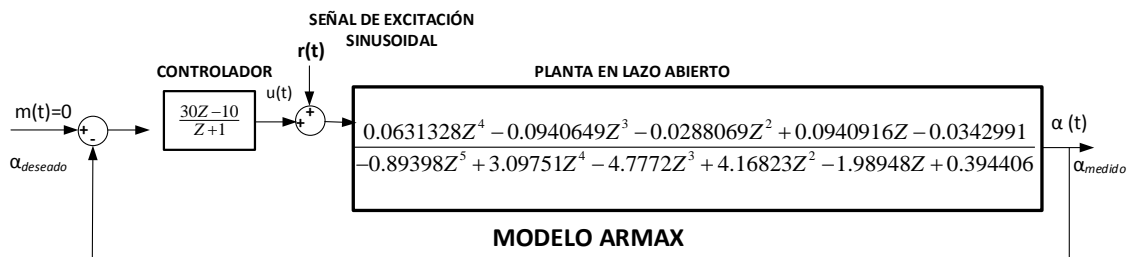 SEÑAL DE EXCITACIÓN
SINUSOIDAL
r(t)
CONTROLADOR
PLANTA EN LAZO ABIERTO
m(t)=0
+
-
α_deseado
30Z−10
Z+1
u(t)
+
+
0.0631328Z^4 − 0.0940649Z^3 − 0.0288069Z^2 + 0.0940916Z − 0.0342991
−0.89398Z^5 + 3.09751Z^4 − 4.7772Z^3 + 4.16823Z^2 − 1.98948Z + 0.394406
α (t)
α_medido
MODELO ARMAX